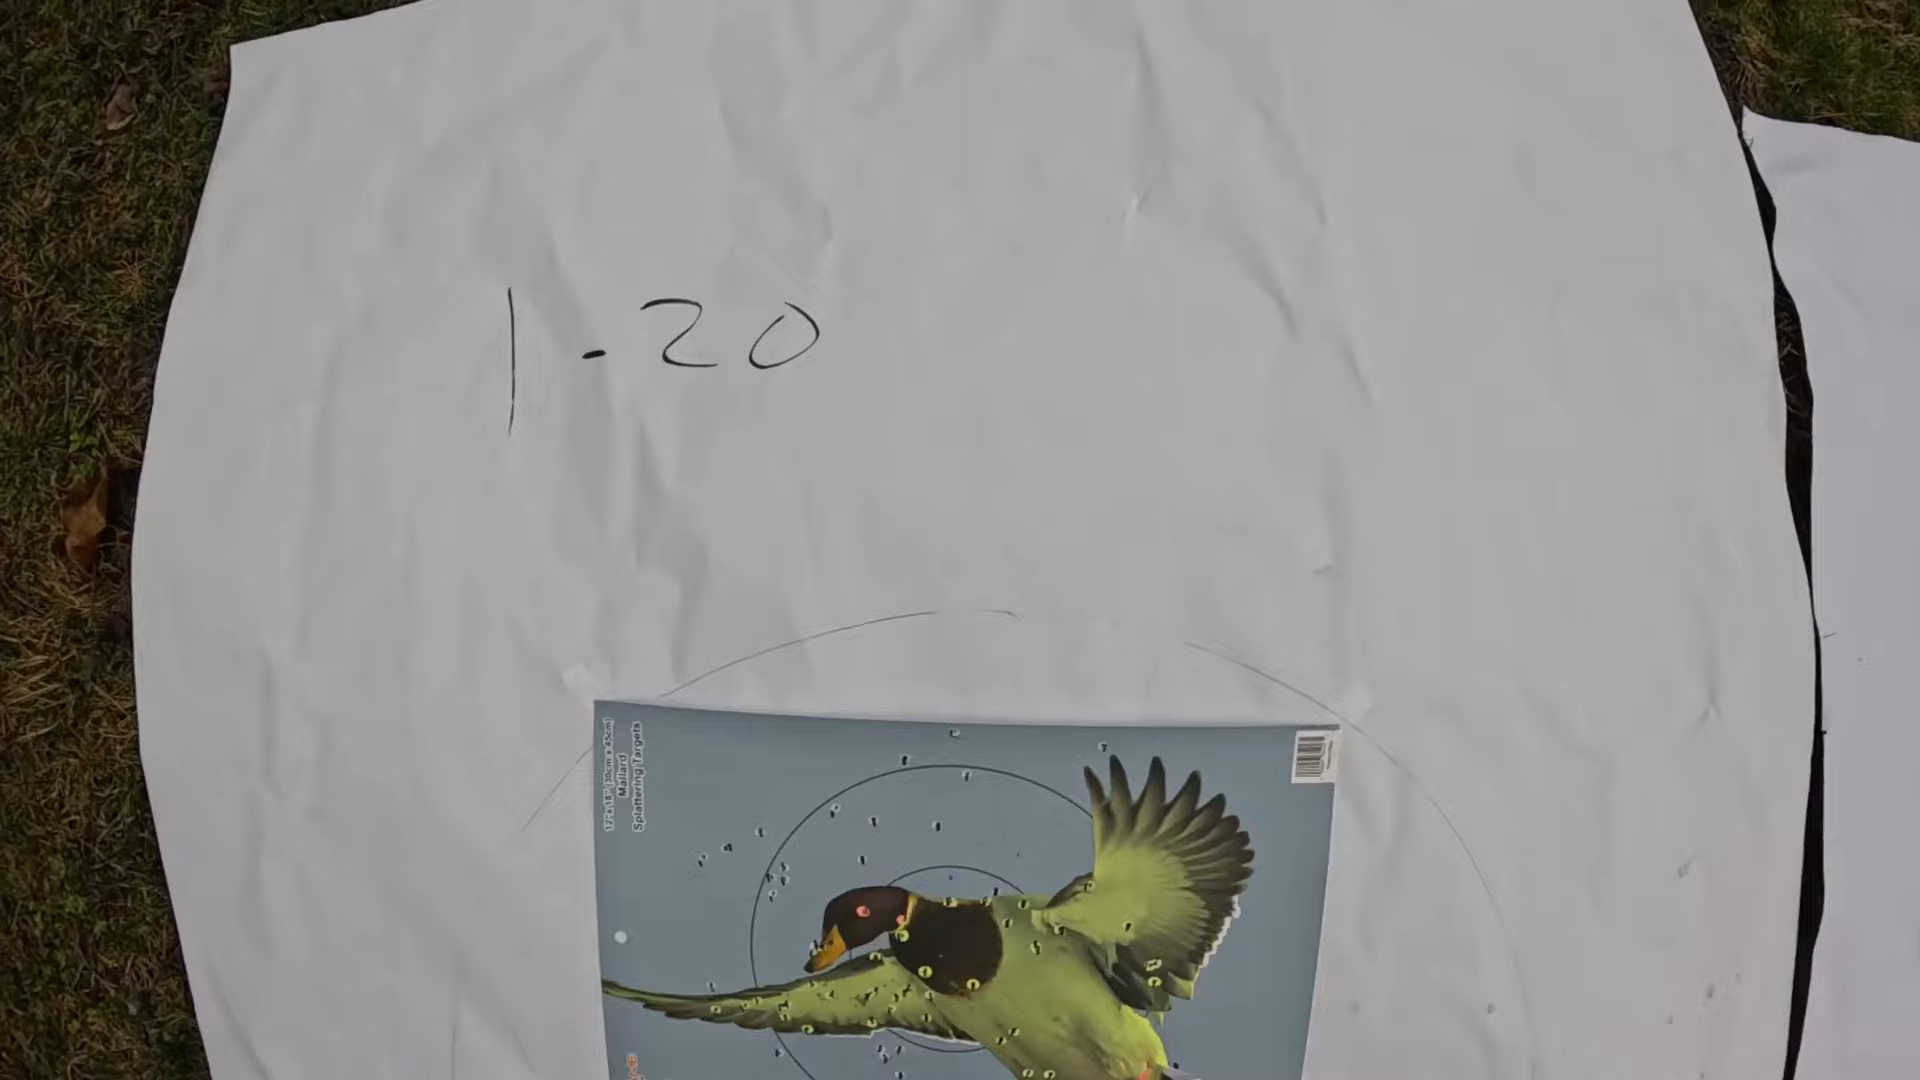 1-20
12"x18" (30cm x 45cm)
Mallard
Splattering Targets